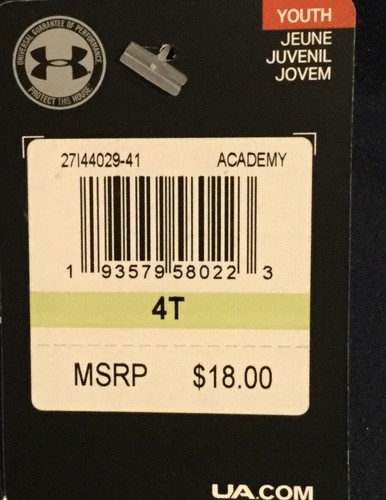 UNIVERSAL GUARANTEE OF PERFORMANCE
PROTECT THIS HOUSE
YOUTH
JEUNE
JUVENIL
JOVEM
27I44029-41 ACADEMY
1 93579 58022 3
4T
MSRP $18.00
UA.COM